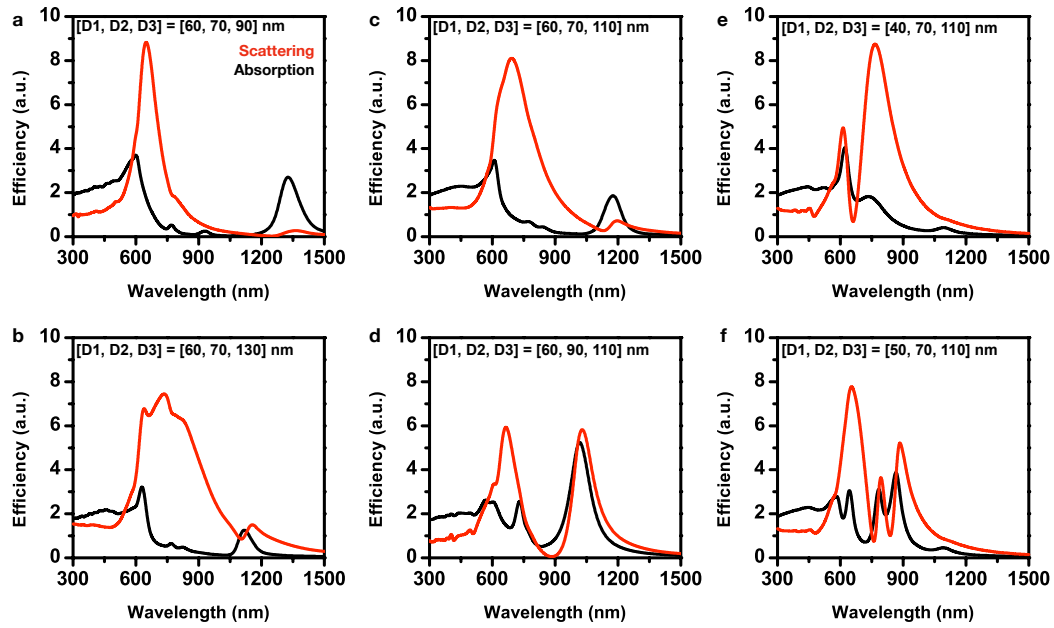 a
[D1, D2, D3] = [60, 70, 90] nm
Scattering
Absorption
Efficiency (a.u.)
10
8
6
4
2
0
300 600 900 1200 1500
Wavelength (nm)
c
[D1, D2, D3] = [60, 70, 110] nm
Efficiency (a.u.)
10
8
6
4
2
0
300 600 900 1200 1500
Wavelength (nm)
e
[D1, D2, D3] = [40, 70, 110] nm
Efficiency (a.u.)
10
8
6
4
2
0
300 600 900 1200 1500
Wavelength (nm)
b
[D1, D2, D3] = [60, 70, 130] nm
Efficiency (a.u.)
10
8
6
4
2
0
300 600 900 1200 1500
Wavelength (nm)
d
[D1, D2, D3] = [60, 90, 110] nm
Efficiency (a.u.)
10
8
6
4
2
0
300 600 900 1200 1500
Wavelength (nm)
f
[D1, D2, D3] = [50, 70, 110] nm
Efficiency (a.u.)
10
8
6
4
2
0
300 600 900 1200 1500
Wavelength (nm)